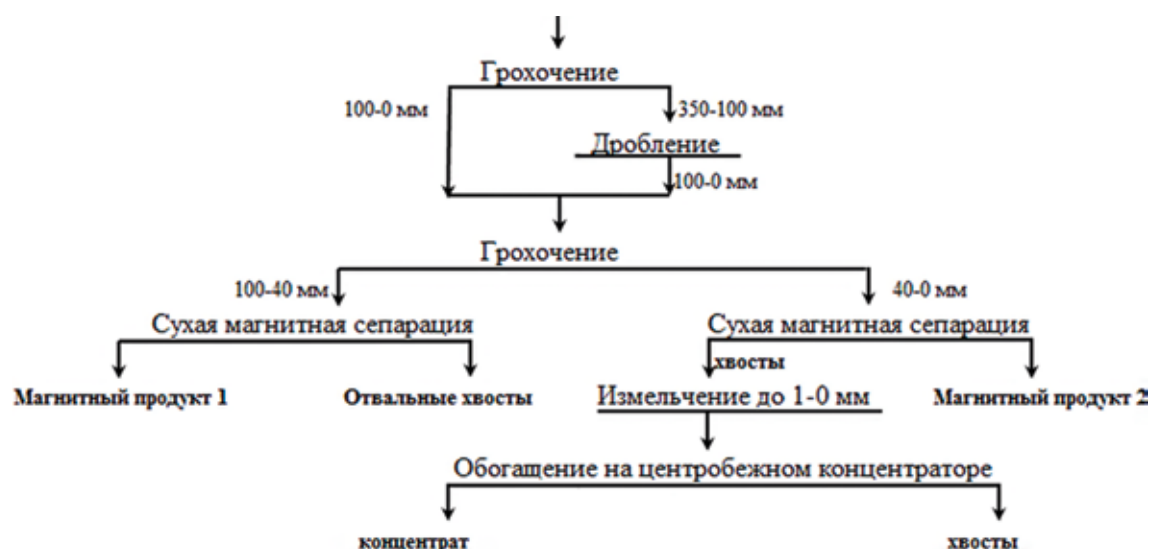 Грохочение
100-0 мм
350-100 мм
Дробление
100-0 мм
Грохочение
100-40 мм
40-0 мм
Сухая магнитная сепарация
Сухая магнитная сепарация
хвосты
Магнитный продукт 1
Отвальные хвосты
Измельчение до 1-0 мм
Магнитный продукт 2
Обогащение на центробежном концентраторе
концентрат
хвосты